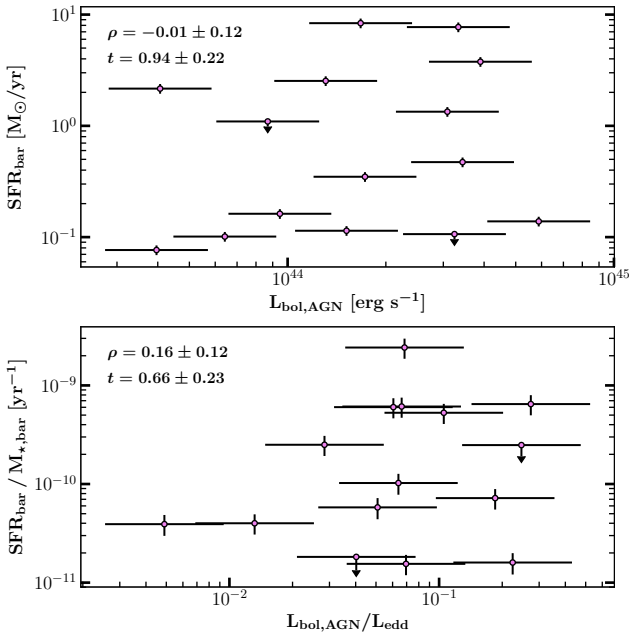 10¹
10⁰
10⁻¹
SFR_bar [M_⊙/yr]
ρ = −0.01 ± 0.12
t = 0.94 ± 0.22
10⁴⁴
10⁴⁵
L_bol,AGN [erg s⁻¹]
10⁻⁹
10⁻¹⁰
10⁻¹¹
SFR_bar / M_⋆,bar [yr⁻¹]
ρ = 0.16 ± 0.12
t = 0.66 ± 0.23
10⁻²
10⁻¹
L_bol,AGN/L_edd